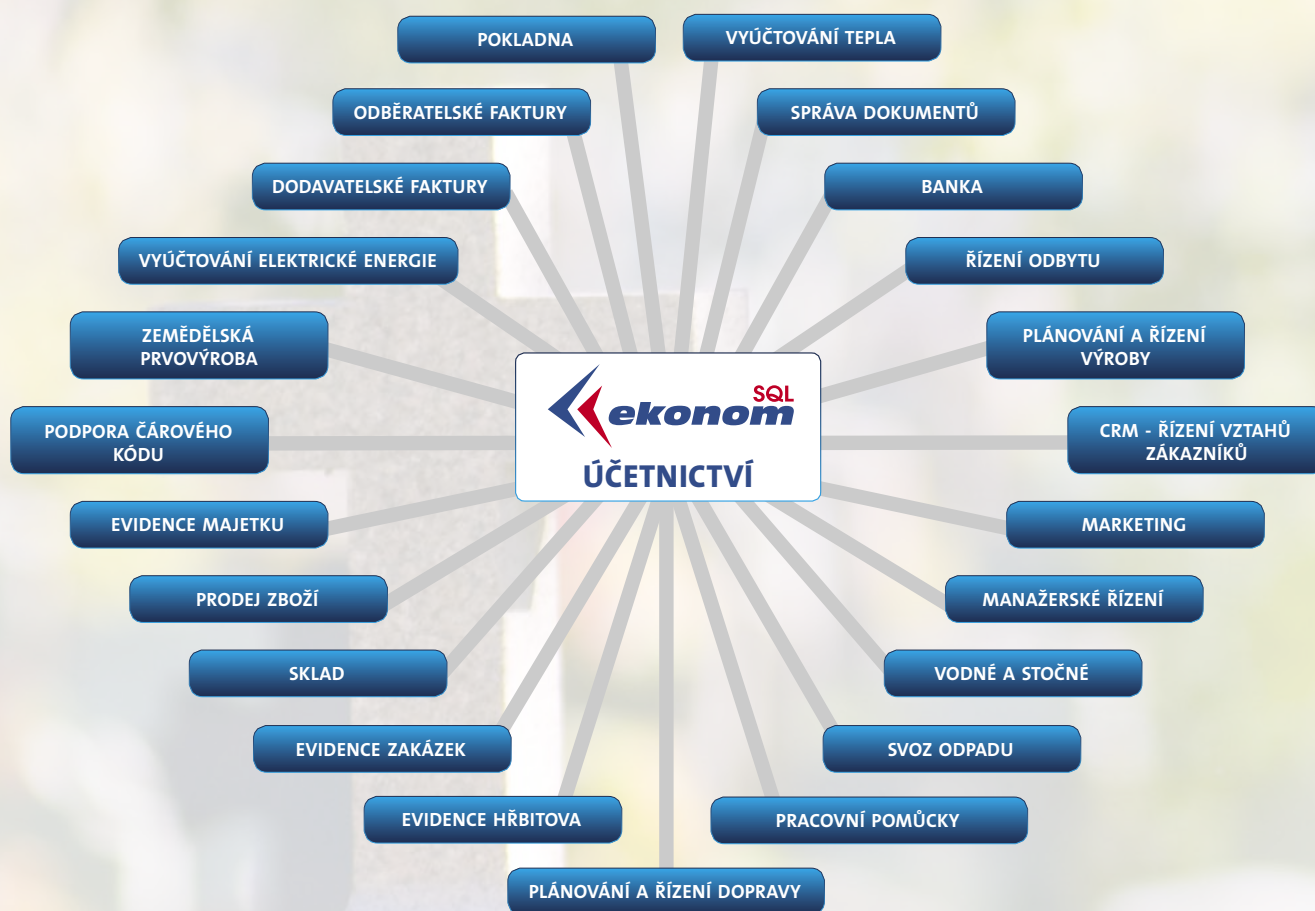 POKLADNA
VYÚČTOVÁNÍ TEPLA
ODBĚRATELSKÉ FAKTURY
SPRÁVA DOKUMENTŮ
DODAVATELSKÉ FAKTURY
BANKA
VYÚČTOVÁNÍ ELEKTRICKÉ ENERGIE
ŘÍZENÍ ODBYTU
ZEMĚDĚLSKÁ
PRVOVÝROBA
PLÁNOVÁNÍ A ŘÍZENÍ
VÝROBY
SQL
ekonom
ÚČETNICTVÍ
PODPORA ČÁROVÉHO
KÓDU
CRM - ŘÍZENÍ VZTAHŮ
ZÁKAZNÍKŮ
EVIDENCE MAJETKU
MARKETING
PRODEJ ZBOŽÍ
MANAŽERSKÉ ŘÍZENÍ
SKLAD
VODNÉ A STOČNÉ
EVIDENCE ZAKÁZEK
SVOZ ODPADU
EVIDENCE HŘBITOVA
PRACOVNÍ POMŮCKY
PLÁNOVÁNÍ A ŘÍZENÍ DOPRAVY